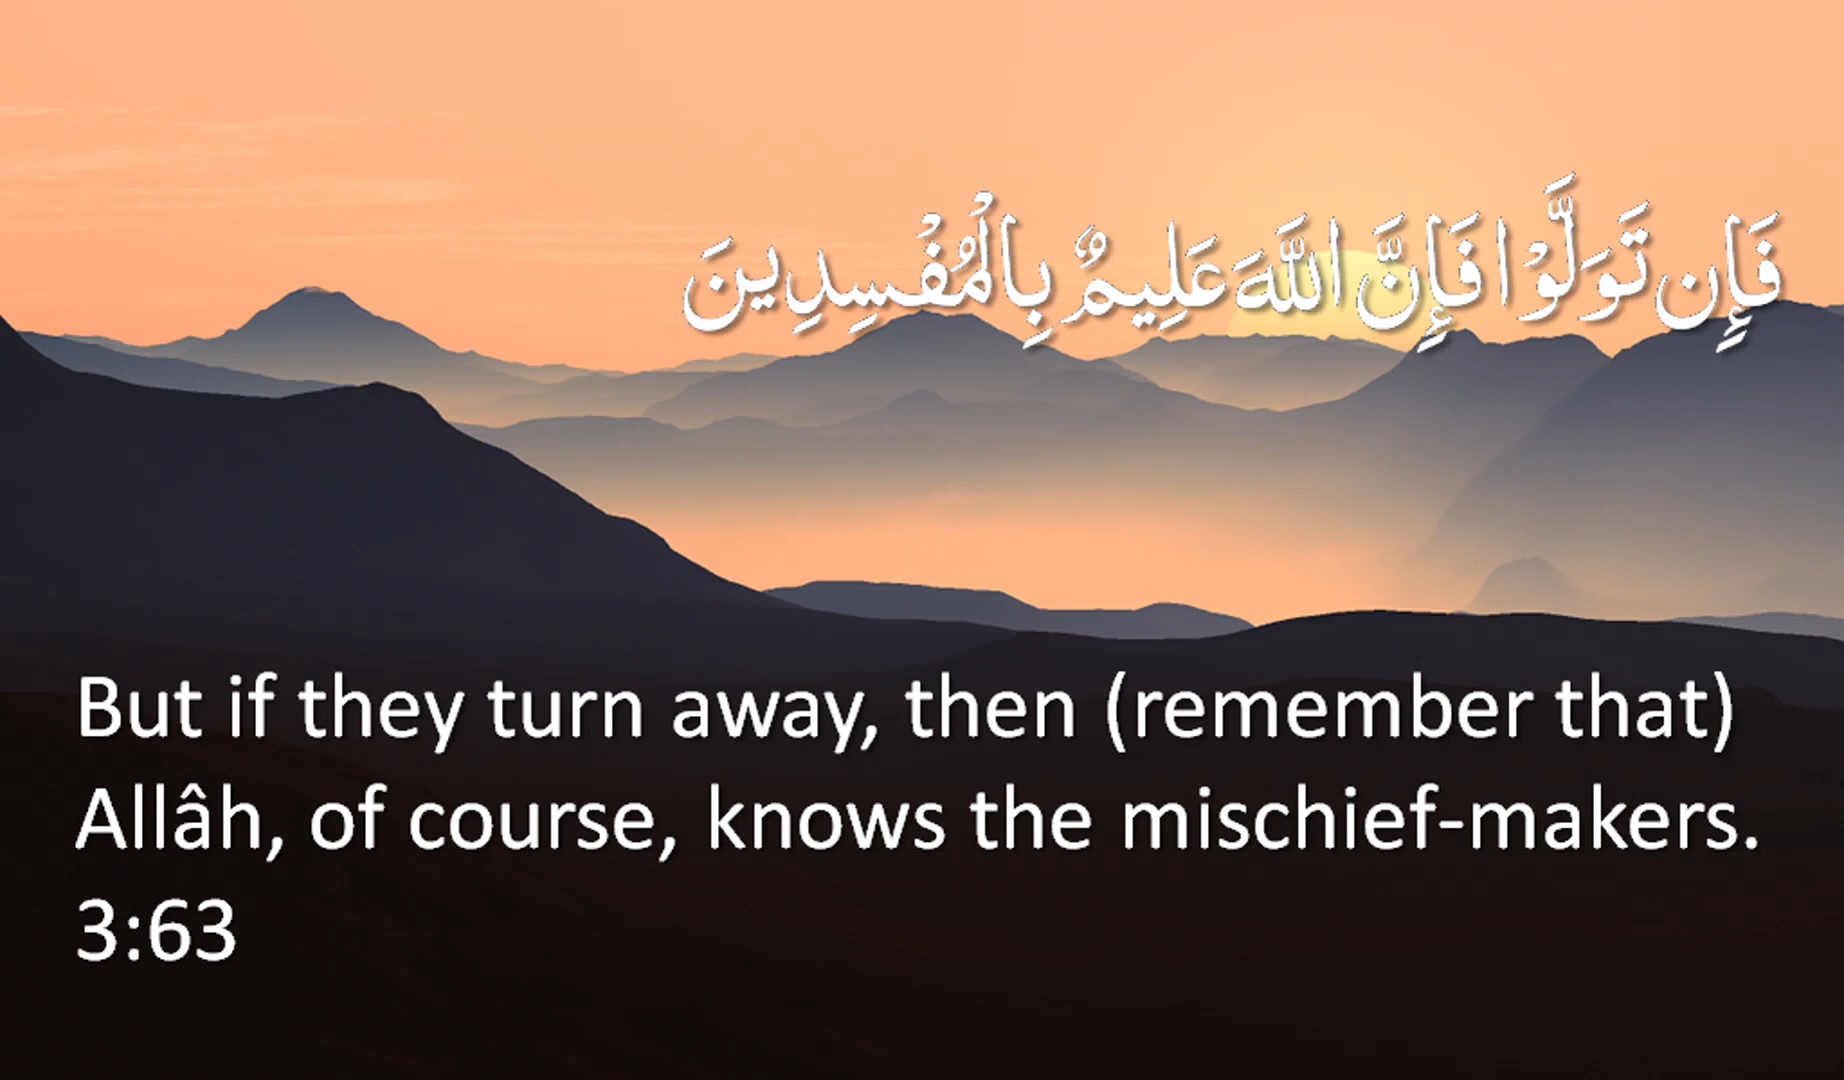 فَإِن تَوَلَّوْا فَإِنَّ اللَّهَ عَلِيمٌ بِالْمُفْسِدِينَ
But if they turn away, then (remember that)
Allâh, of course, knows the mischief-makers.
3:63